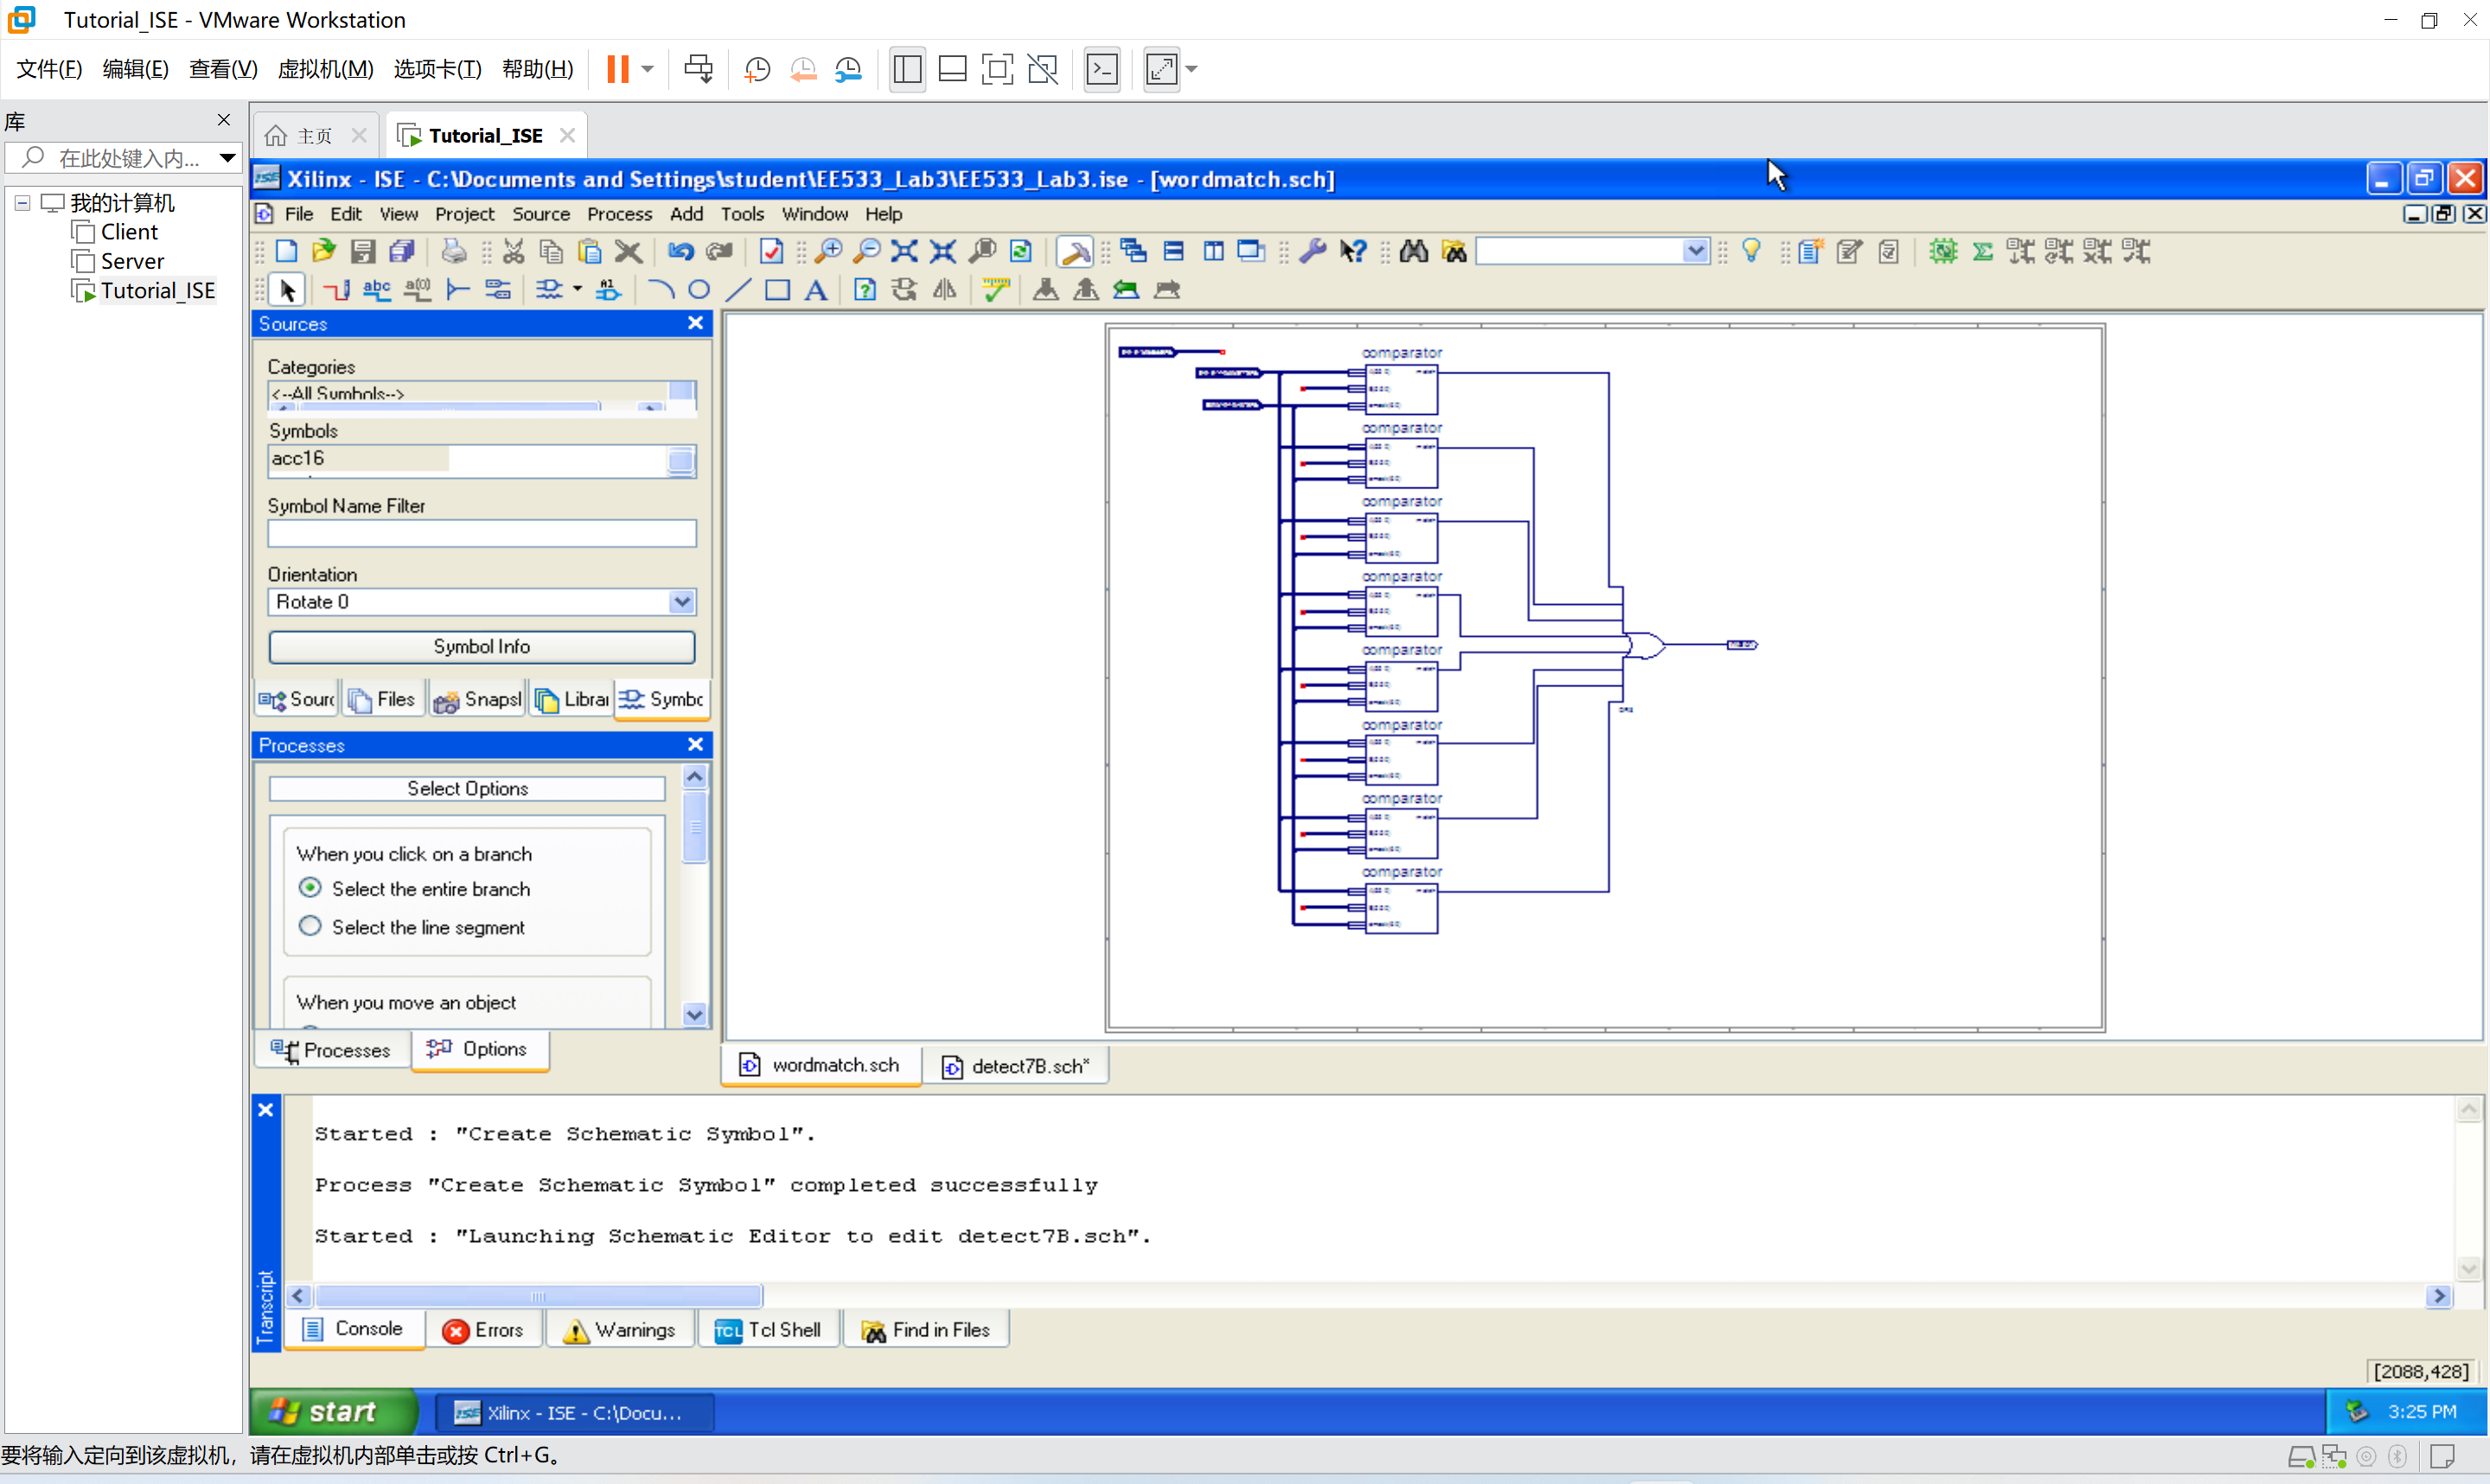 Tutorial_ISE - VMware Workstation
文件(F) 编辑(E) 查看(V) 虚拟机(M) 选项卡(T) 帮助(H)
库
在此处键入内...
我的计算机
Client
Server
Tutorial_ISE
主页
Tutorial_ISE
Xilinx - ISE - C:\Documents and Settings\student\EE533_Lab3\EE533_Lab3.ise - [wordmatch.sch]
File Edit View Project Source Process Add Tools Window Help
Sources
Categories
<--All Symbols-->
Symbols
acc16
Symbol Name Filter
Orientation
Rotate 0
Symbol Info
Sourc Files Snapsl Librar Symbc
Processes
Select Options
When you click on a branch
Select the entire branch
Select the line segment
When you move an object
Processes Options
comparator
comparator
comparator
comparator
comparator
comparator
comparator
comparator
wordmatch.sch detect7B.sch*
Started : "Create Schematic Symbol".
Process "Create Schematic Symbol" completed successfully
Started : "Launching Schematic Editor to edit detect7B.sch".
Transcript
Console Errors Warnings TCL Tcl Shell Find in Files
[2088,428]
start Xilinx - ISE - C:\Docu... 3:25 PM
要将输入定向到该虚拟机，请在虚拟机内部单击或按 Ctrl+G。